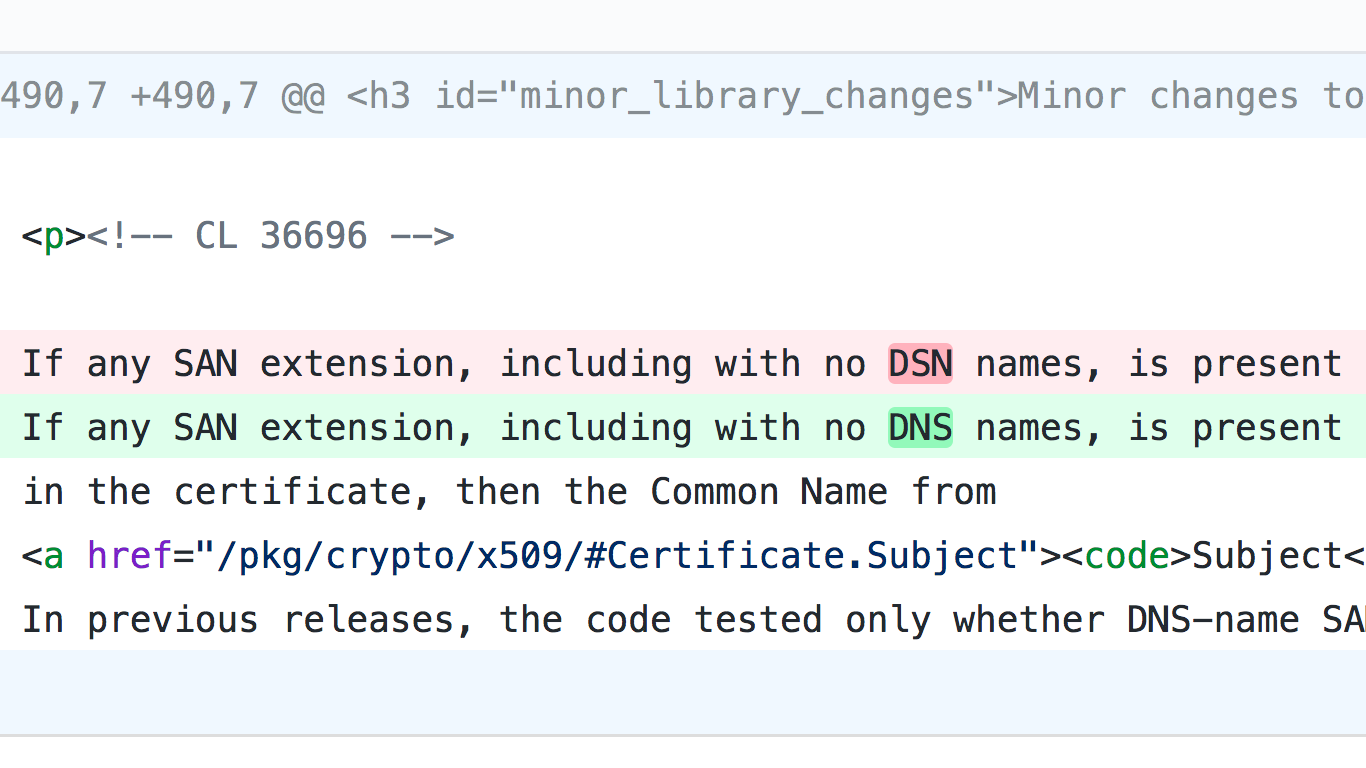 490,7 +490,7 @@ <h3 id="minor_library_changes">Minor changes to
<p><!-- CL 36696 -->
If any SAN extension, including with no DSN names, is present
If any SAN extension, including with no DNS names, is present
in the certificate, then the Common Name from
<a href="/pkg/crypto/x509/#Certificate.Subject"><code>Subject<
In previous releases, the code tested only whether DNS-name SA